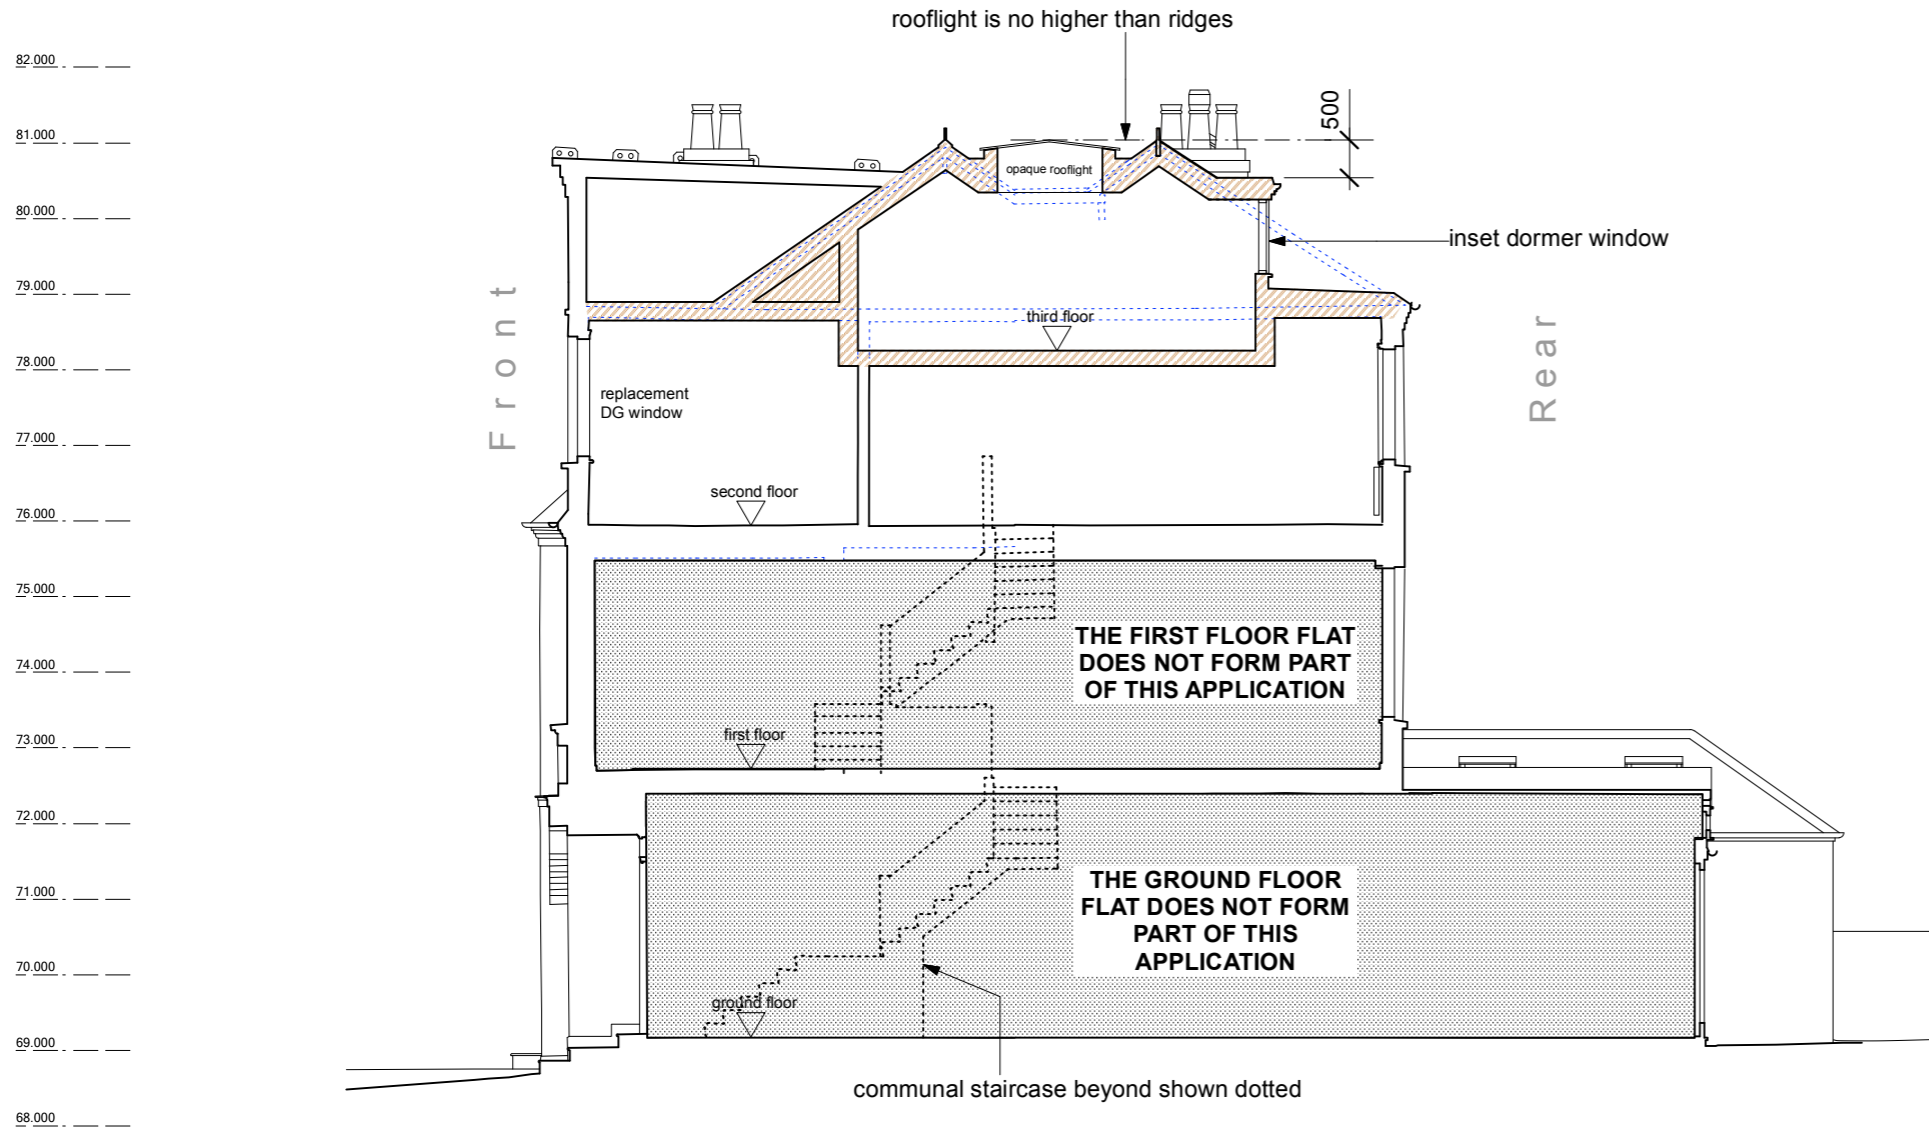 rooflight is no higher than ridges
82.000
81.000
500
opaque rooflight
80.000
inset dormer window
79.000
Front
third floor
Rear
78.000
replacement
DG window
77.000
second floor
76.000
75.000
THE FIRST FLOOR FLAT
DOES NOT FORM PART
OF THIS APPLICATION
74.000
first floor
73.000
72.000
71.000
THE GROUND FLOOR
FLAT DOES NOT FORM
PART OF THIS
APPLICATION
70.000
ground floor
69.000
communal staircase beyond shown dotted
68.000